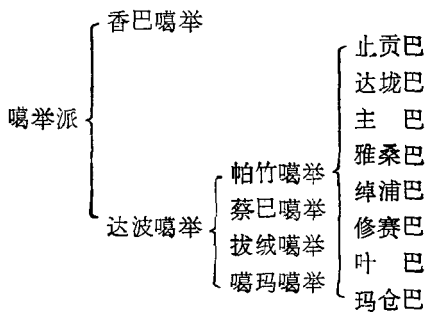 噶举派
香巴噶举
达波噶举
帕竹噶举
蔡巴噶举
拔绒噶举
噶玛噶举
止贡巴
达垅巴
主　巴
雅桑巴
绰浦巴
修赛巴
叶　巴
玛仓巴